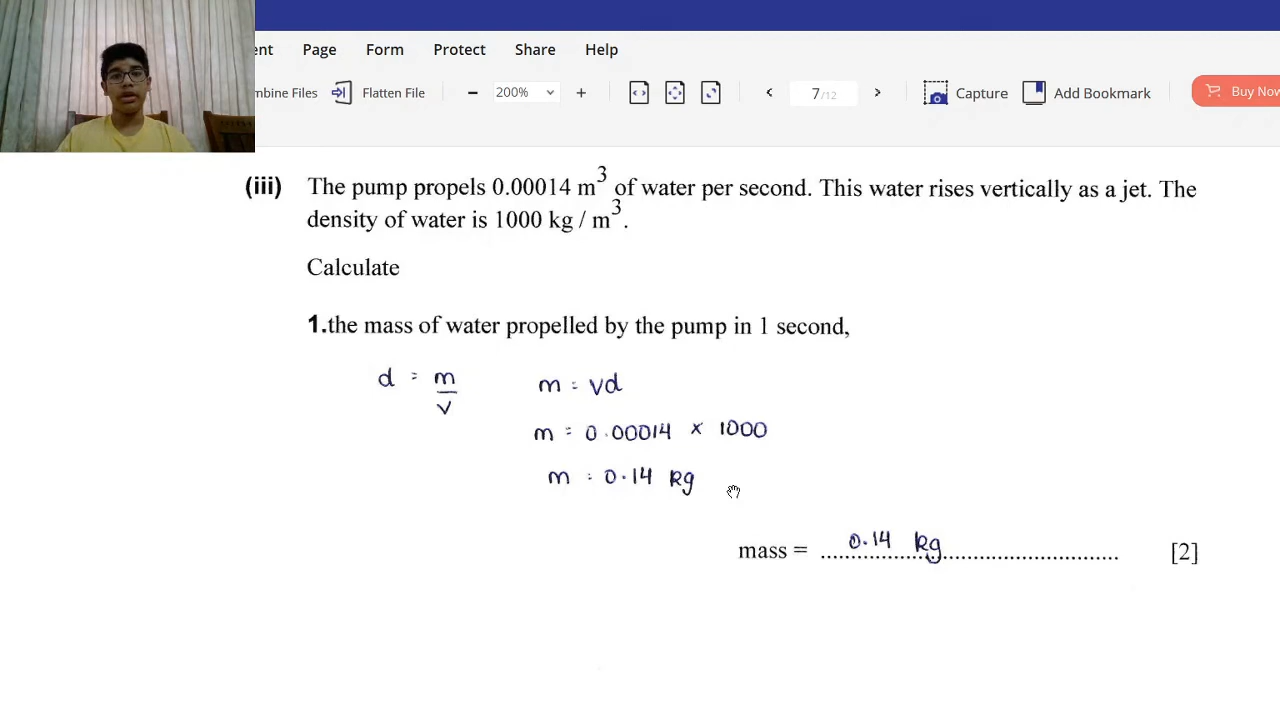 ent Page Form Protect Share Help
mbine Files Flatten File 200% 7/12 Capture Add Bookmark Buy Now
(iii) The pump propels 0.00014 m³ of water per second. This water rises vertically as a jet. The
density of water is 1000 kg / m³.
Calculate
1.the mass of water propelled by the pump in 1 second,
d = m/v m = vd
m = 0.00014 × 1000
m = 0.14 kg
mass = 0.14 kg [2]